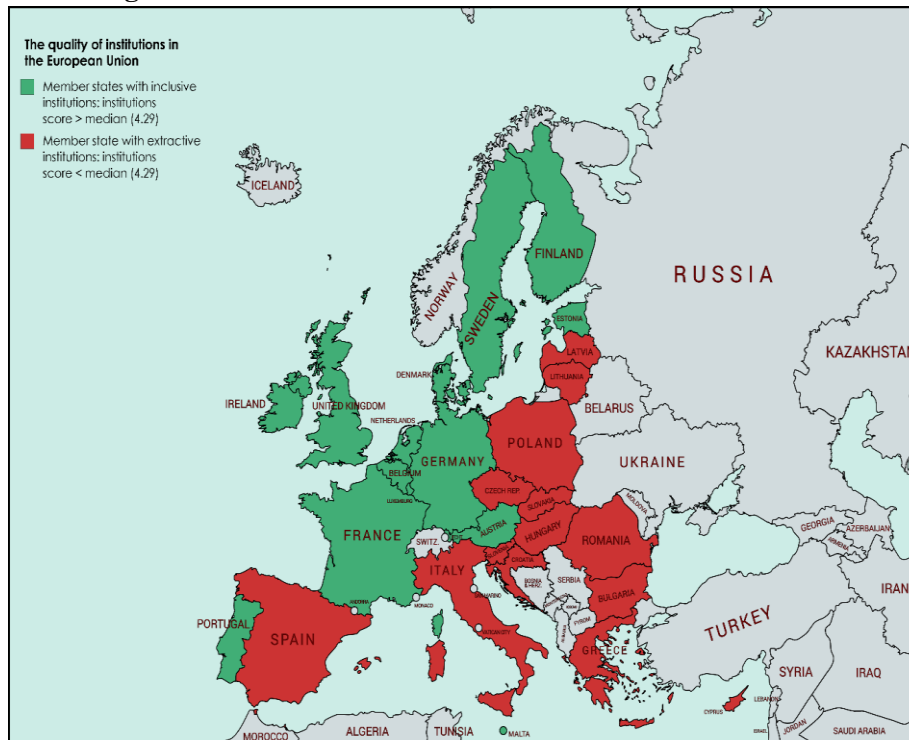 The quality of institutions in
the European Union
Member states with inclusive
institutions: institutions
score > median (4.29)
Member state with extractive
institutions: institutions
score < median (4.29)
ICELAND
FINLAND
NORWAY
SWEDEN
RUSSIA
ESTONIA
KAZAKHSTAN
LATVIA
LITHUANIA
DENMARK
IRELAND
UNITED KINGDOM
NETHERLANDS
BELARUS
POLAND
GERMANY
BELGIUM
UKRAINE
CZECH REP.
LUXEMBURG
SLOVAKIA
MOLDOVA
AUSTRIA
FRANCE
SWITZ.
HUNGARY
ROMANIA
GEORGIA
AZERBAIJAN
ARMENIA
CROATIA
ITALY
BOSNIA
& HERZ.
SERBIA
IRAN
SAN MARINO
MONACO
ANDORRA
BULGARIA
PORTUGAL
SPAIN
VATICAN CITY
FYROM
TURKEY
GREECE
SYRIA
IRAQ
CYPRUS
LEBANON
ISRAEL
JORDAN
SAUDI ARABIA
MOROCCO
ALGERIA
TUNISIA
MALTA